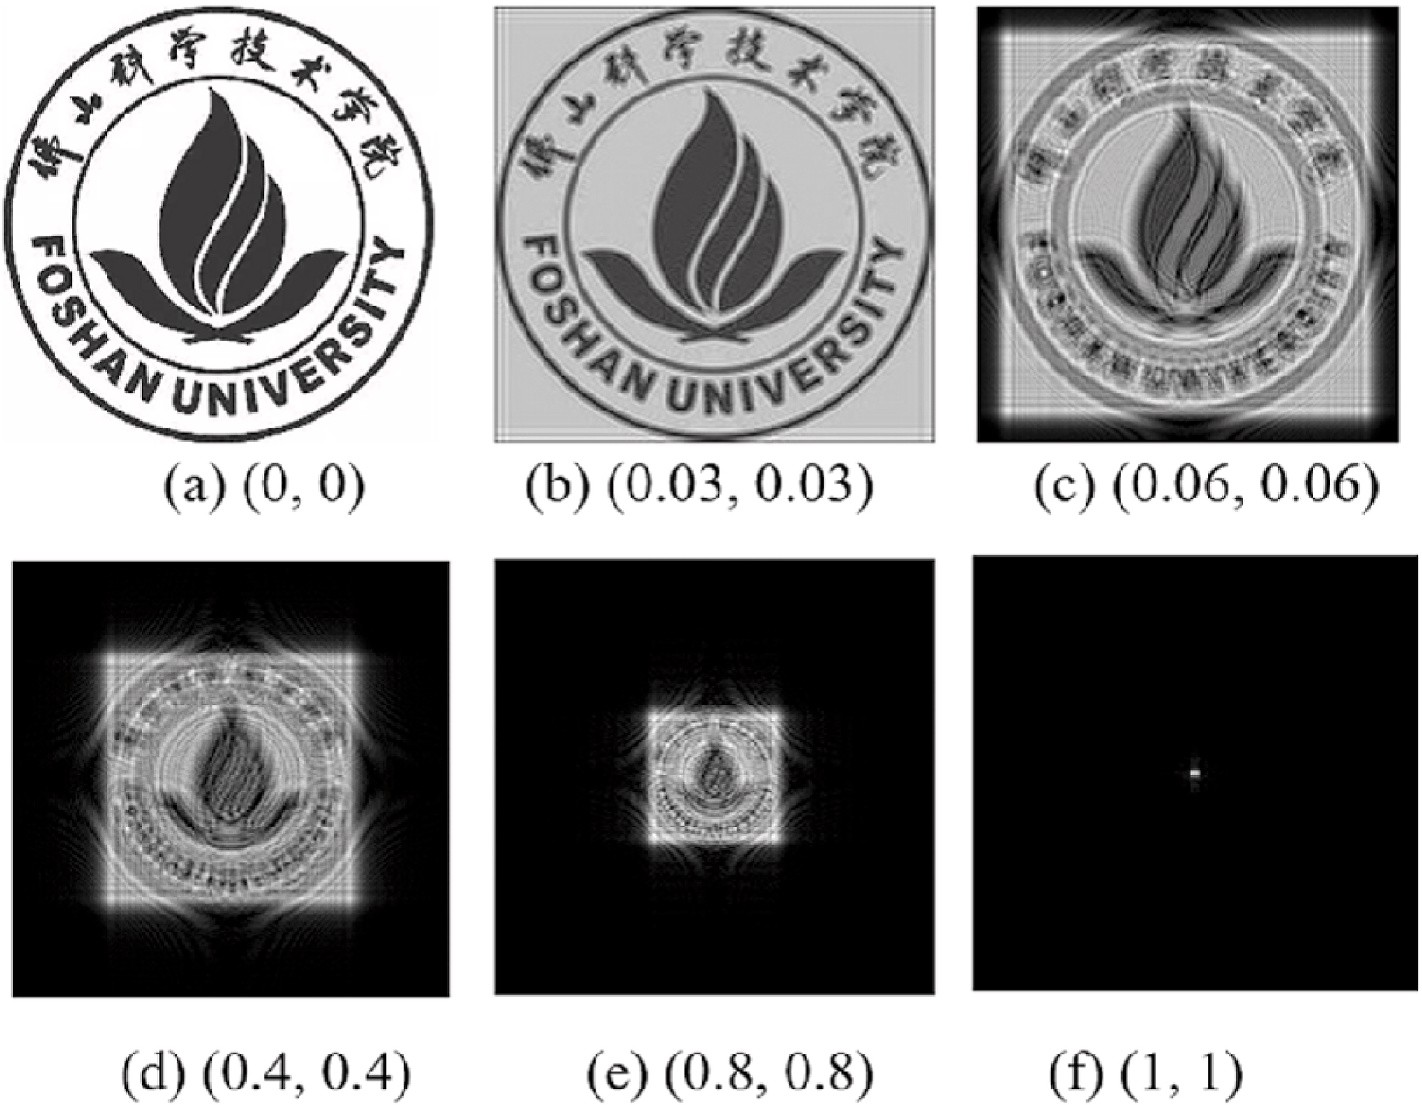 佛山科学技术学院
FOSHAN UNIVERSITY
佛山科学技术学院
FOSHAN UNIVERSITY
(a) (0, 0)
(b) (0.03, 0.03)
(c) (0.06, 0.06)
(d) (0.4, 0.4)
(e) (0.8, 0.8)
(f) (1, 1)